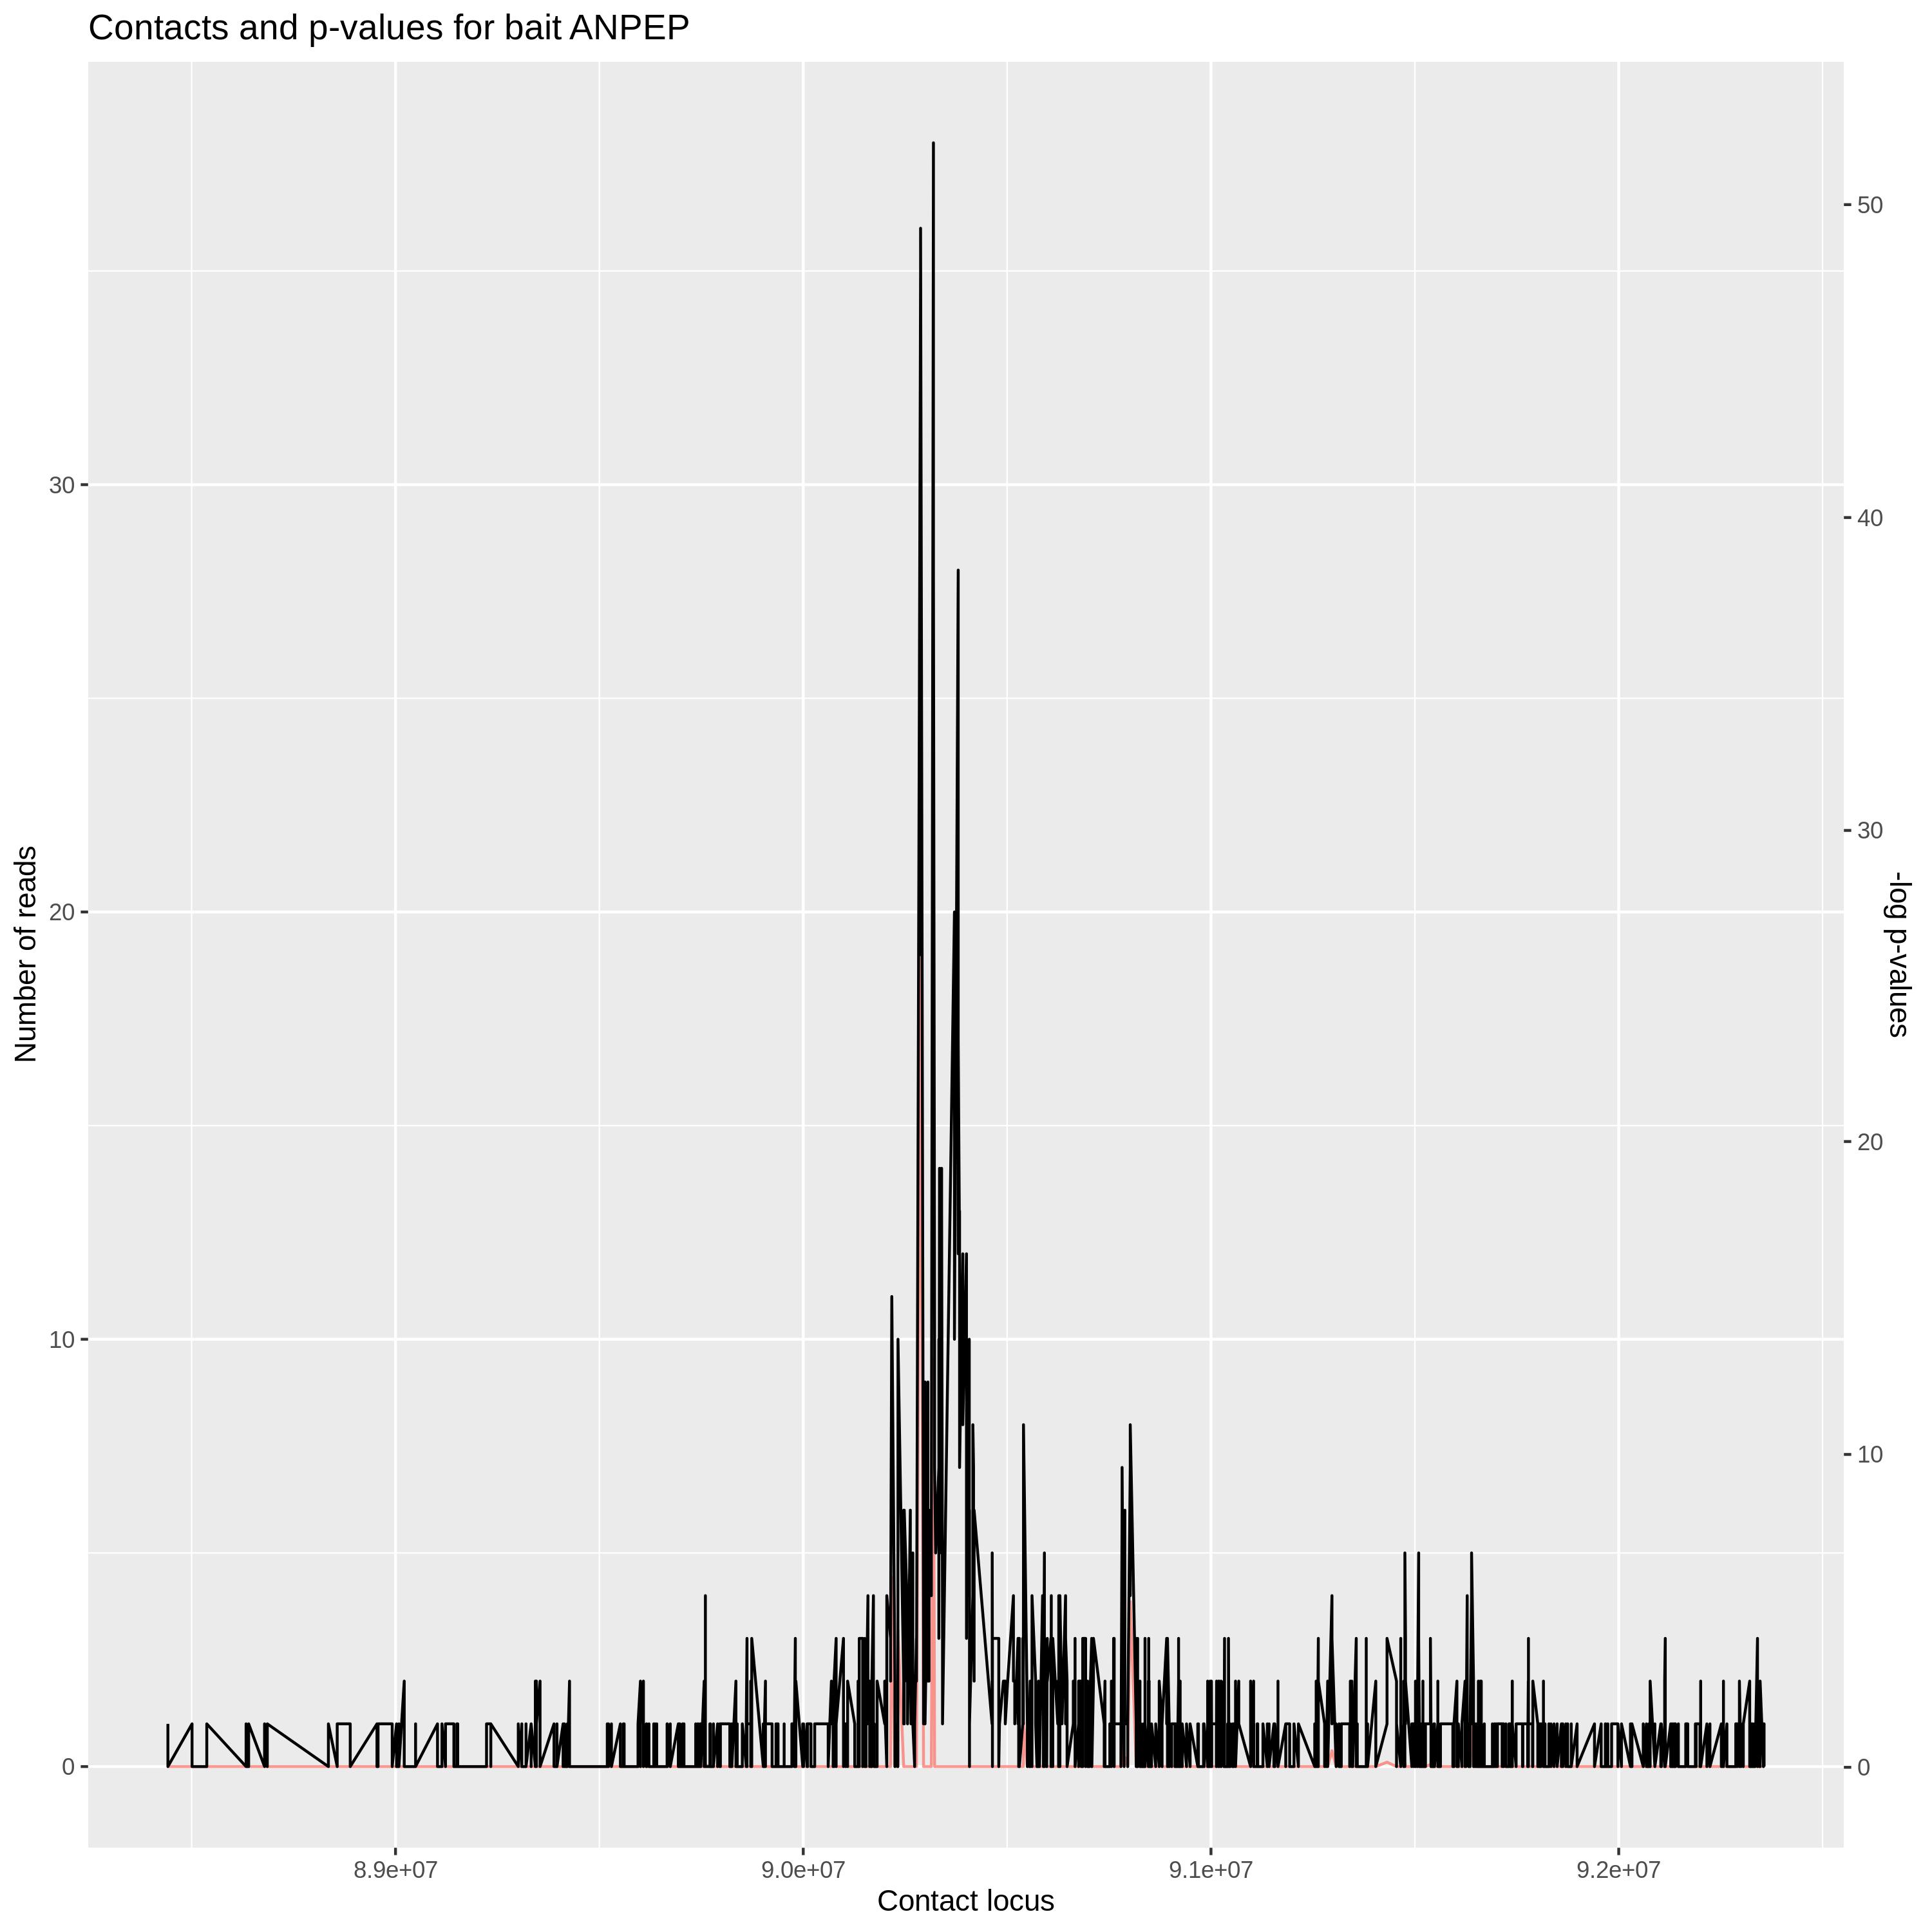 Contacts and p-values for bait ANPEP
Number of reads
30
20
10
0
50
40
30
20
10
0
-log p-values
8.9e+07 9.0e+07 9.1e+07 9.2e+07
Contact locus